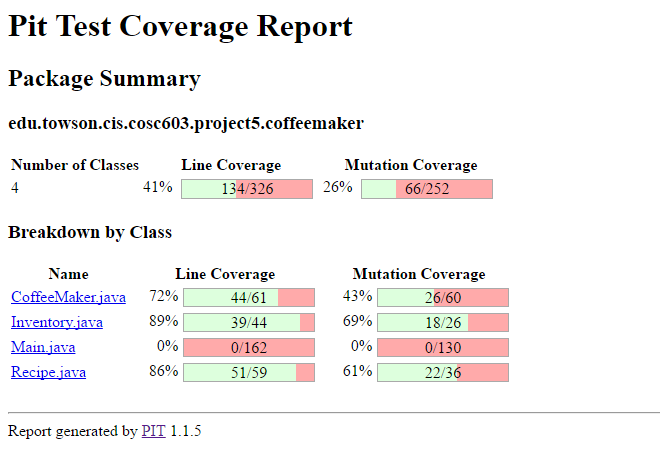 Pit Test Coverage Report
Package Summary
edu.towson.cis.cosc603.project5.coffeemaker
Number of Classes Line Coverage Mutation Coverage
4 41% 134/326 26% 66/252
Breakdown by Class
Name Line Coverage Mutation Coverage
CoffeeMaker.java 72% 44/61 43% 26/60
Inventory.java 89% 39/44 69% 18/26
Main.java 0% 0/162 0% 0/130
Recipe.java 86% 51/59 61% 22/36
Report generated by PIT 1.1.5